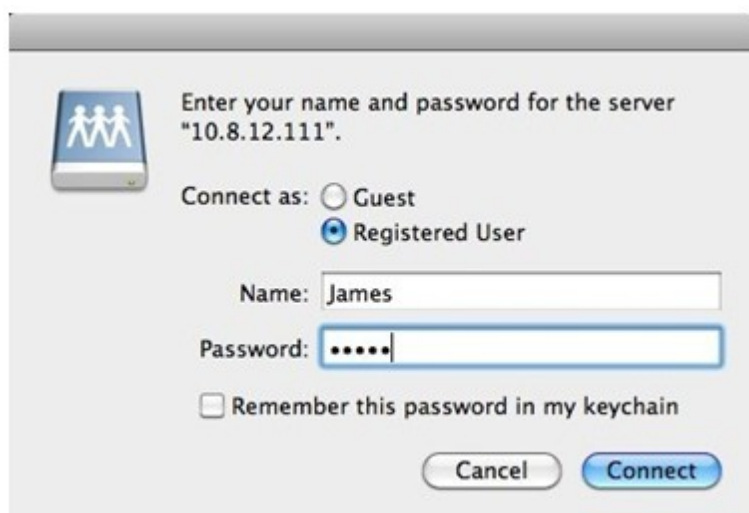 Enter your name and password for the server
"10.8.12.111".
Connect as: Guest
Registered User
Name: James
Password: •••••
Remember this password in my keychain
Cancel Connect